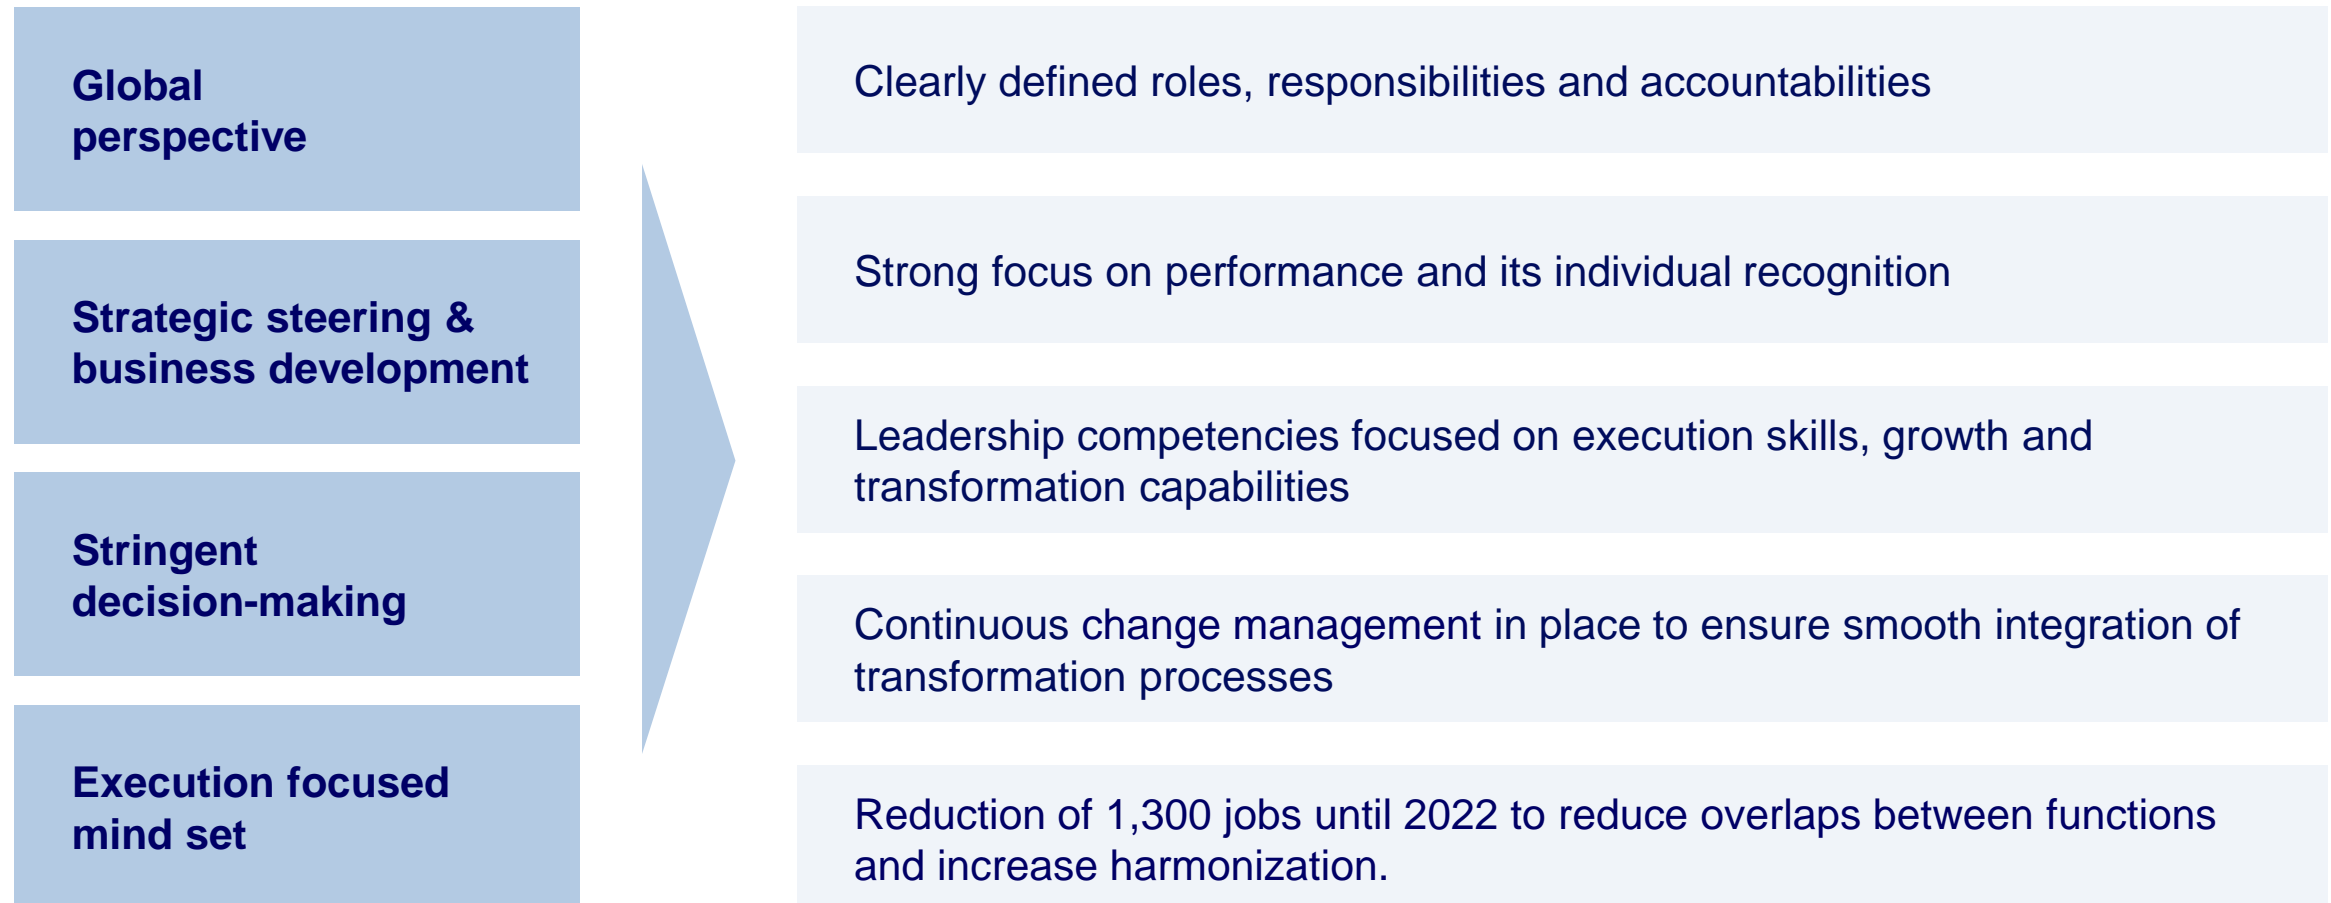 Global
perspective
Strategic steering &
business development
Stringent
decision-making
Execution focused
mind set
Clearly defined roles, responsibilities and accountabilities
Strong focus on performance and its individual recognition
Leadership competencies focused on execution skills, growth and
transformation capabilities
Continuous change management in place to ensure smooth integration of
transformation processes
Reduction of 1,300 jobs until 2022 to reduce overlaps between functions
and increase harmonization.